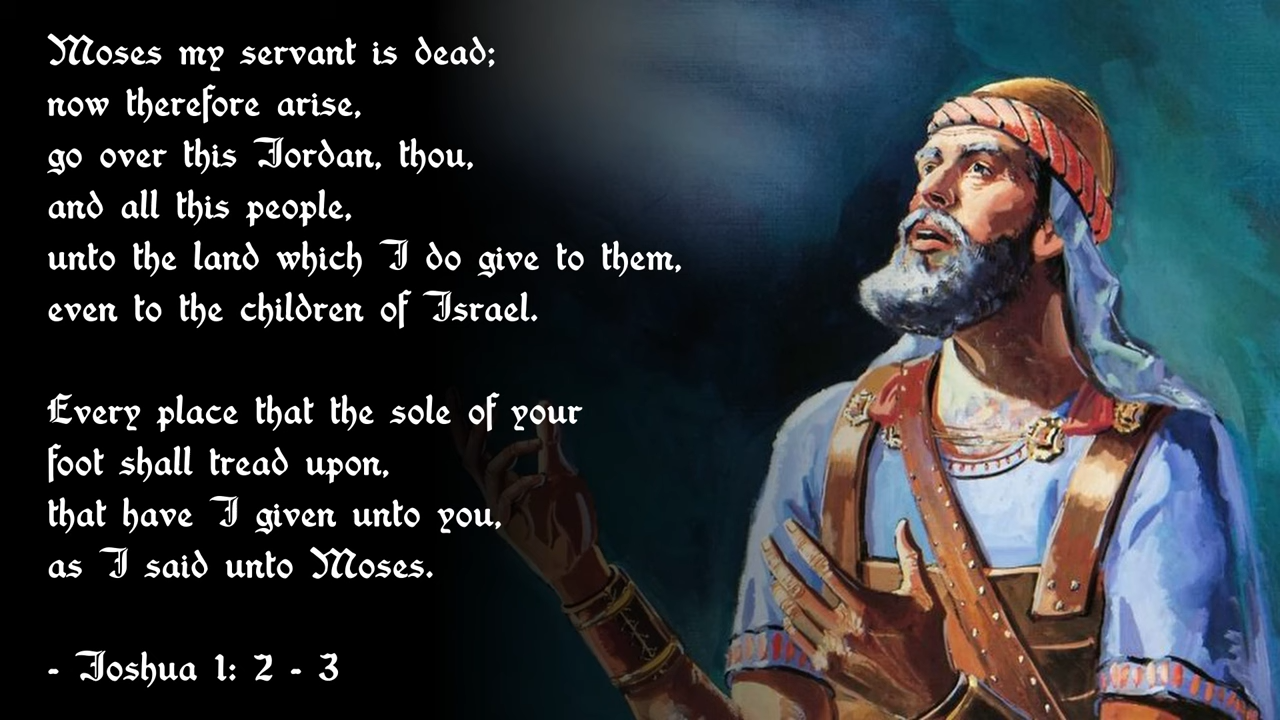 Moses my servant is dead;
now therefore arise,
go over this Jordan, thou,
and all this people,
unto the land which I do give to them,
even to the children of Israel.
Every place that the sole of your
foot shall tread upon,
that have I given unto you,
as I said unto Moses.
- Joshua 1: 2 - 3